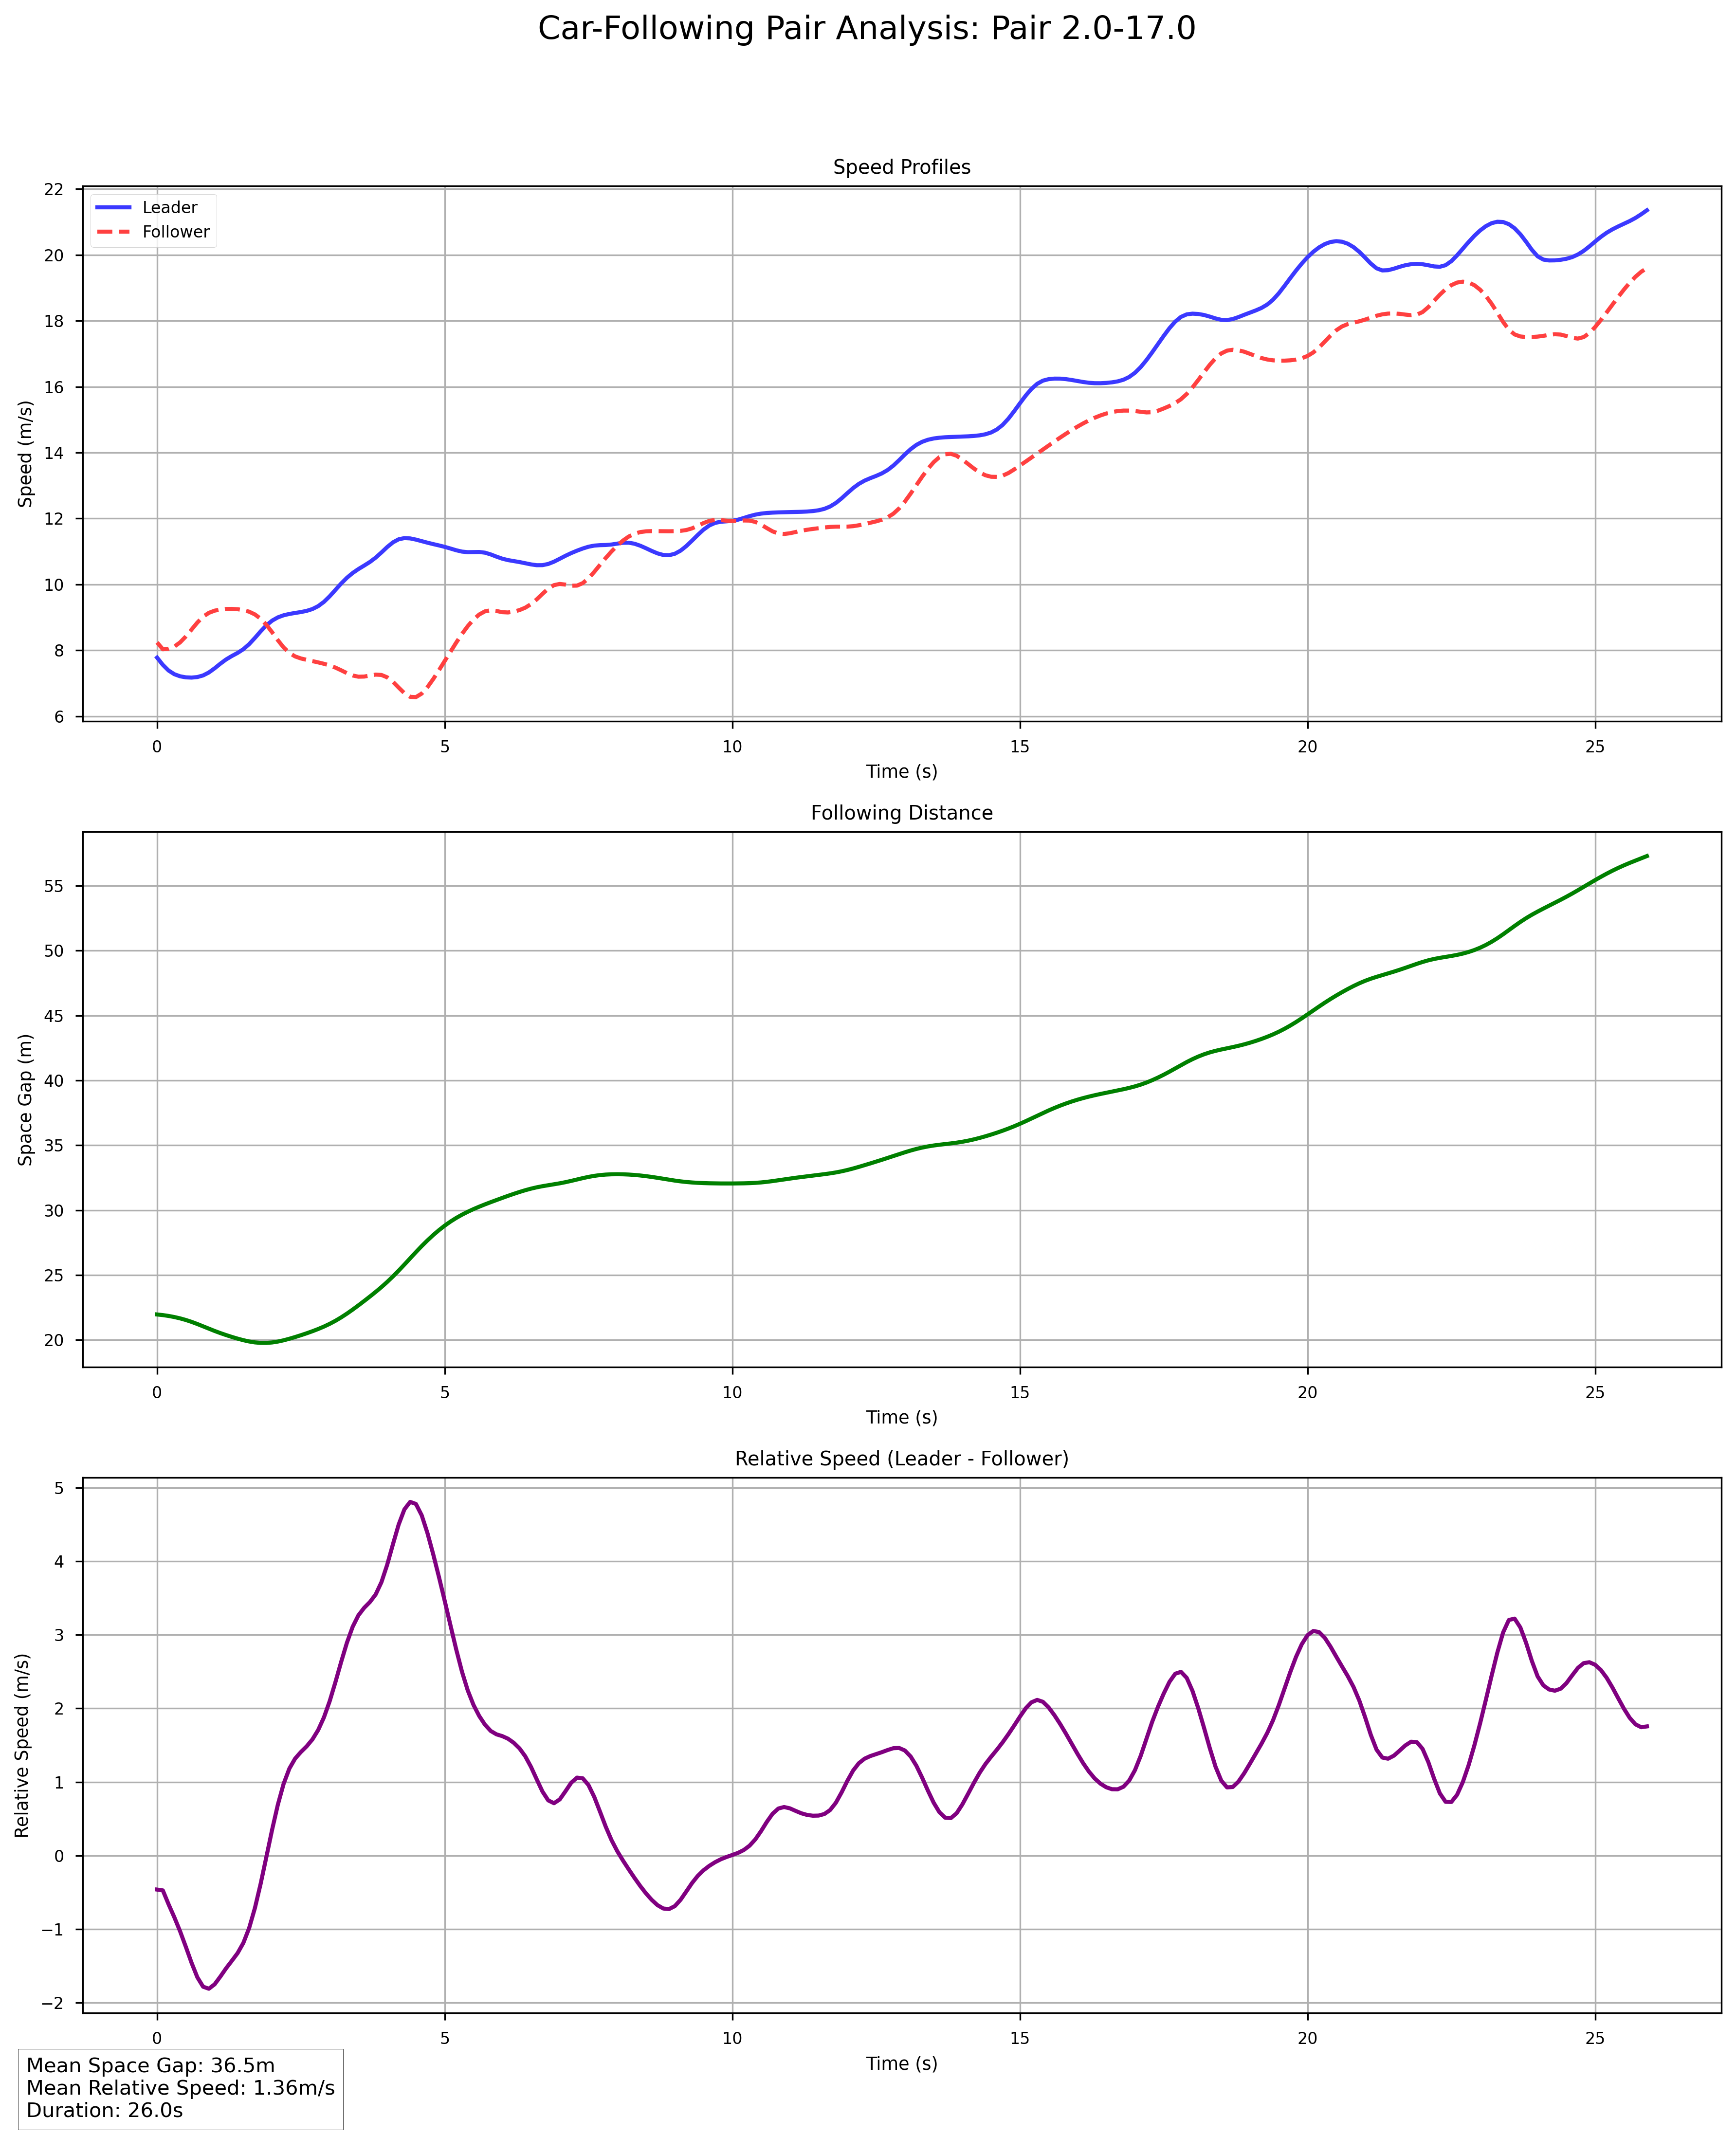 Car-Following Pair Analysis: Pair 2.0-17.0
Speed Profiles
Leader
Follower
Speed (m/s)
22
20
18
16
14
12
10
8
6
0 5 10 15 20 25
Time (s)
Following Distance
Space Gap (m)
55
50
45
40
35
30
25
20
0 5 10 15 20 25
Time (s)
Relative Speed (Leader - Follower)
Relative Speed (m/s)
5
4
3
2
1
0
−1
−2
0 5 10 15 20 25
Time (s)
Mean Space Gap: 36.5m
Mean Relative Speed: 1.36m/s
Duration: 26.0s